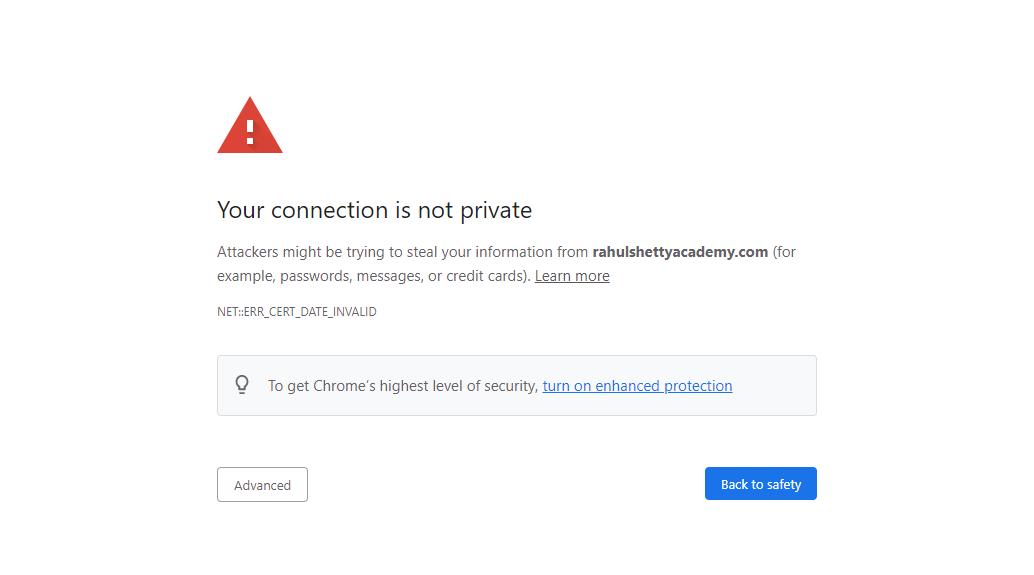 Your connection is not private
Attackers might be trying to steal your information from rahulshettyacademy.com (for
example, passwords, messages, or credit cards). Learn more
NET::ERR_CERT_DATE_INVALID
To get Chrome's highest level of security, turn on enhanced protection
Advanced
Back to safety